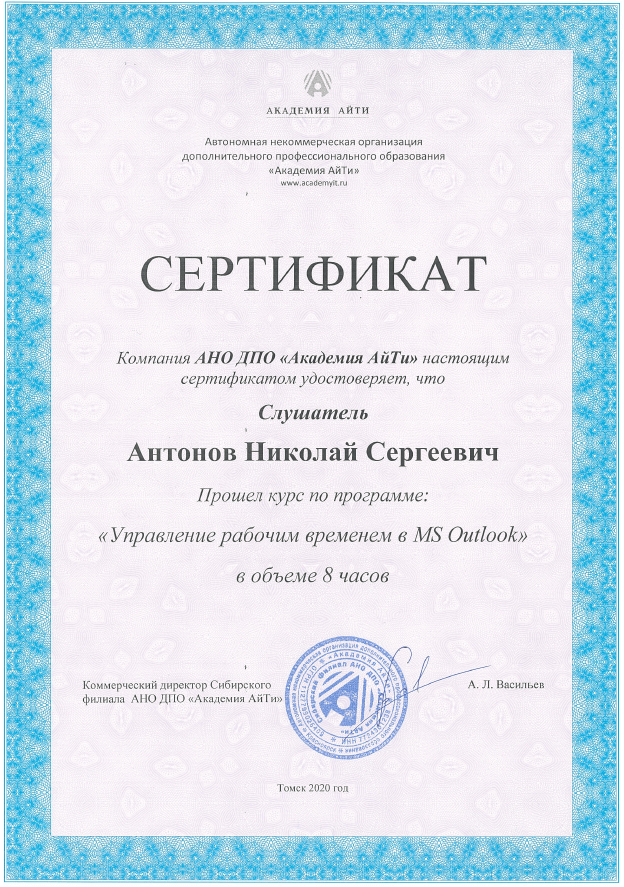 АКАДЕМИЯ АЙТИ
Автономная некоммерческая организация
дополнительного профессионального образования
«Академия АйТи»
www.academyit.ru
СЕРТИФИКАТ
Компания АНО ДПО «Академия АйТи» настоящим
сертификатом удостоверяет, что
Слушатель
Антонов Николай Сергеевич
Прошел курс по программе:
«Управление рабочим временем в MS Outlook»
в объеме 8 часов
Коммерческий директор Сибирского
филиала АНО ДПО «Академия АйТи»
А. Л. Васильев
Томск 2020 год